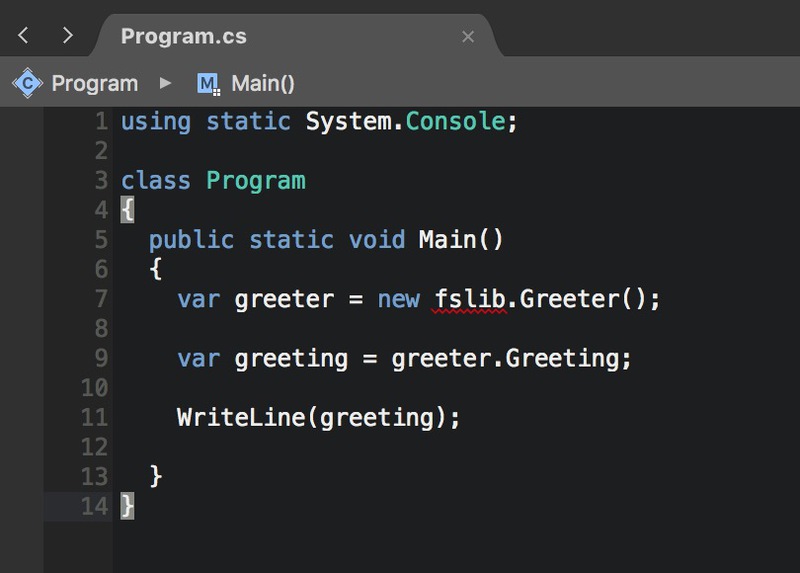 Program.cs ×
C Program ▶ M Main()
1 using static System.Console;
2
3 class Program
4 {
5   public static void Main()
6   {
7     var greeter = new fslib.Greeter();
8
9     var greeting = greeter.Greeting;
10
11     WriteLine(greeting);
12
13   }
14 }